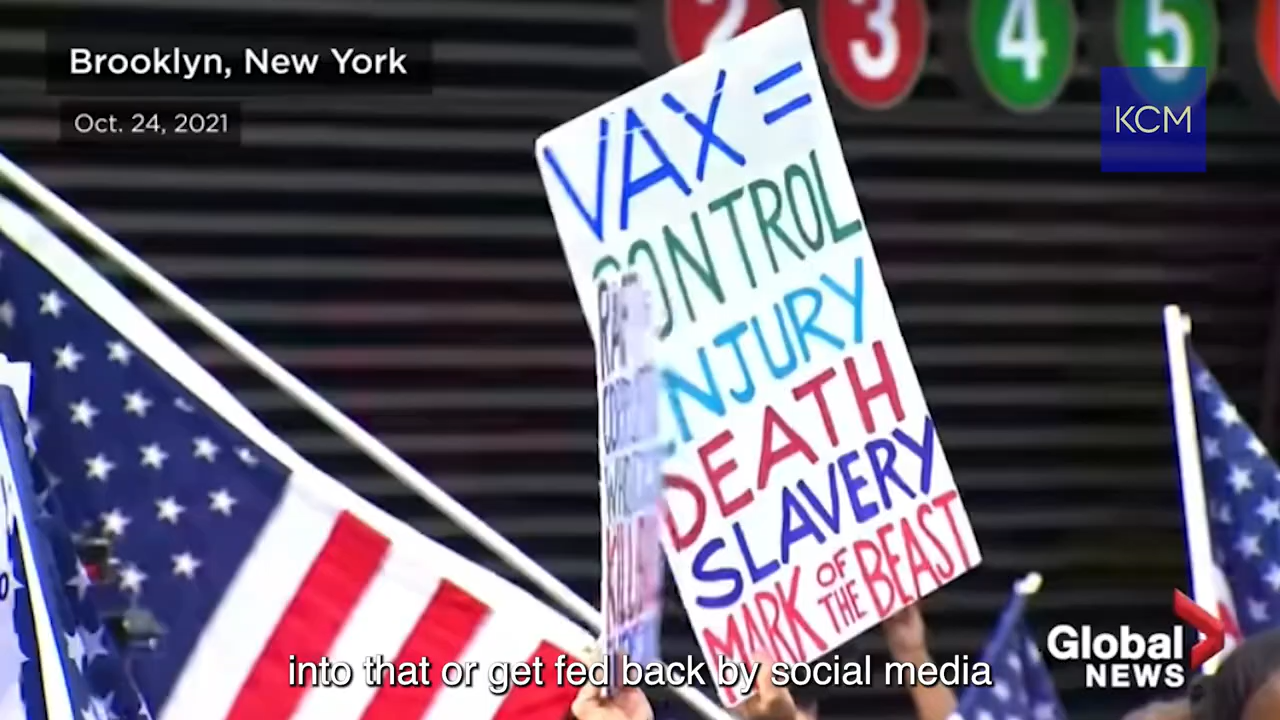 Brooklyn, New York
Oct. 24, 2021
2 3 4 5
KCM
VAX =
CONTROL
INJURY
DEATH
SLAVERY
MARK OF THE BEAST
Global
NEWS
into that or get fed back by social media